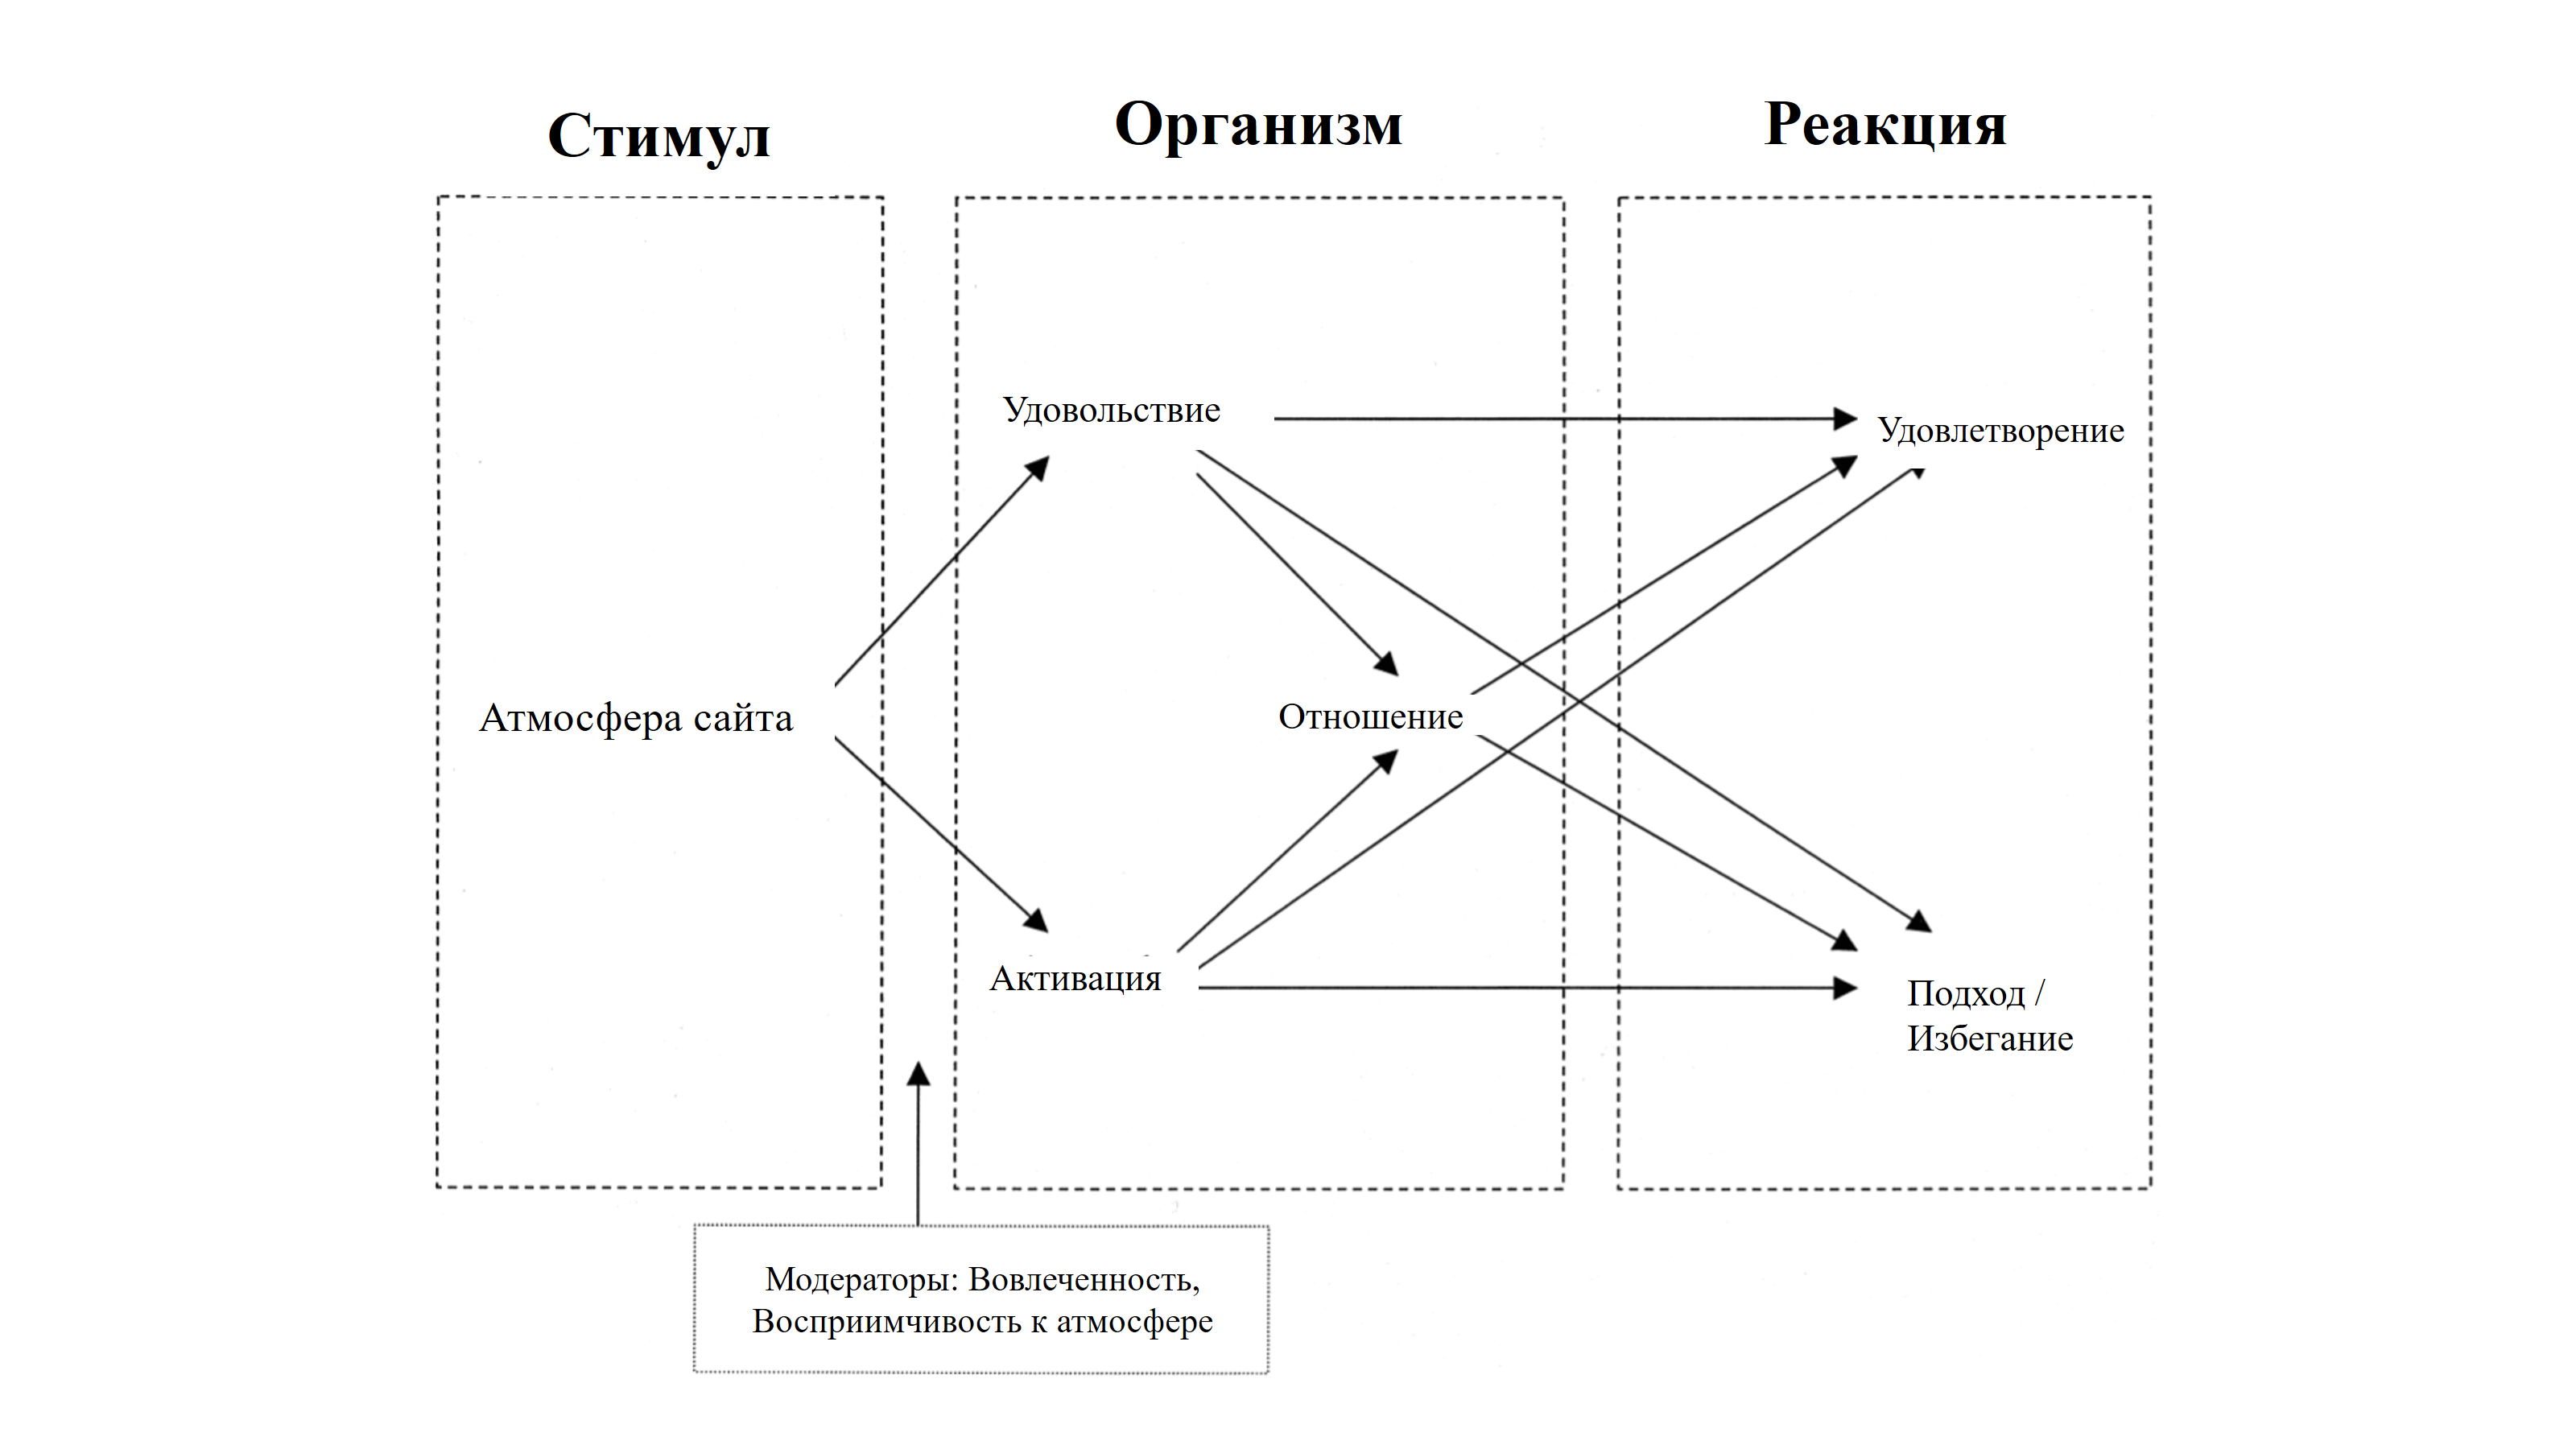 Стимул
Организм
Реакция
Удовольствие
Удовлетворение
Атмосфера сайта
Отношение
Активация
Подход /
Избегание
Модераторы: Вовлеченность,
Восприимчивость к атмосфере